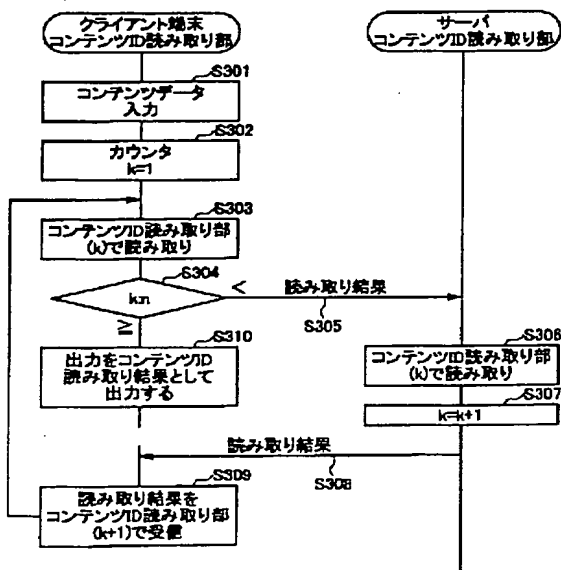 クライアント端末
コンテンツID読み取り部
サーバ
コンテンツID読み取り部
S301
コンテンツデータ
入力
S302
カウンタ
k=1
S303
コンテンツID読み取り部
(k)で読み取り
S304
k:n
<
読み取り結果
S305
≧
S310
出力をコンテンツID
読み取り結果として
出力する
S306
コンテンツID読み取り部
(k)で読み取り
S307
k=k+1
読み取り結果
S308
S309
読み取り結果を
コンテンツID読み取り部
(k+1)で受信